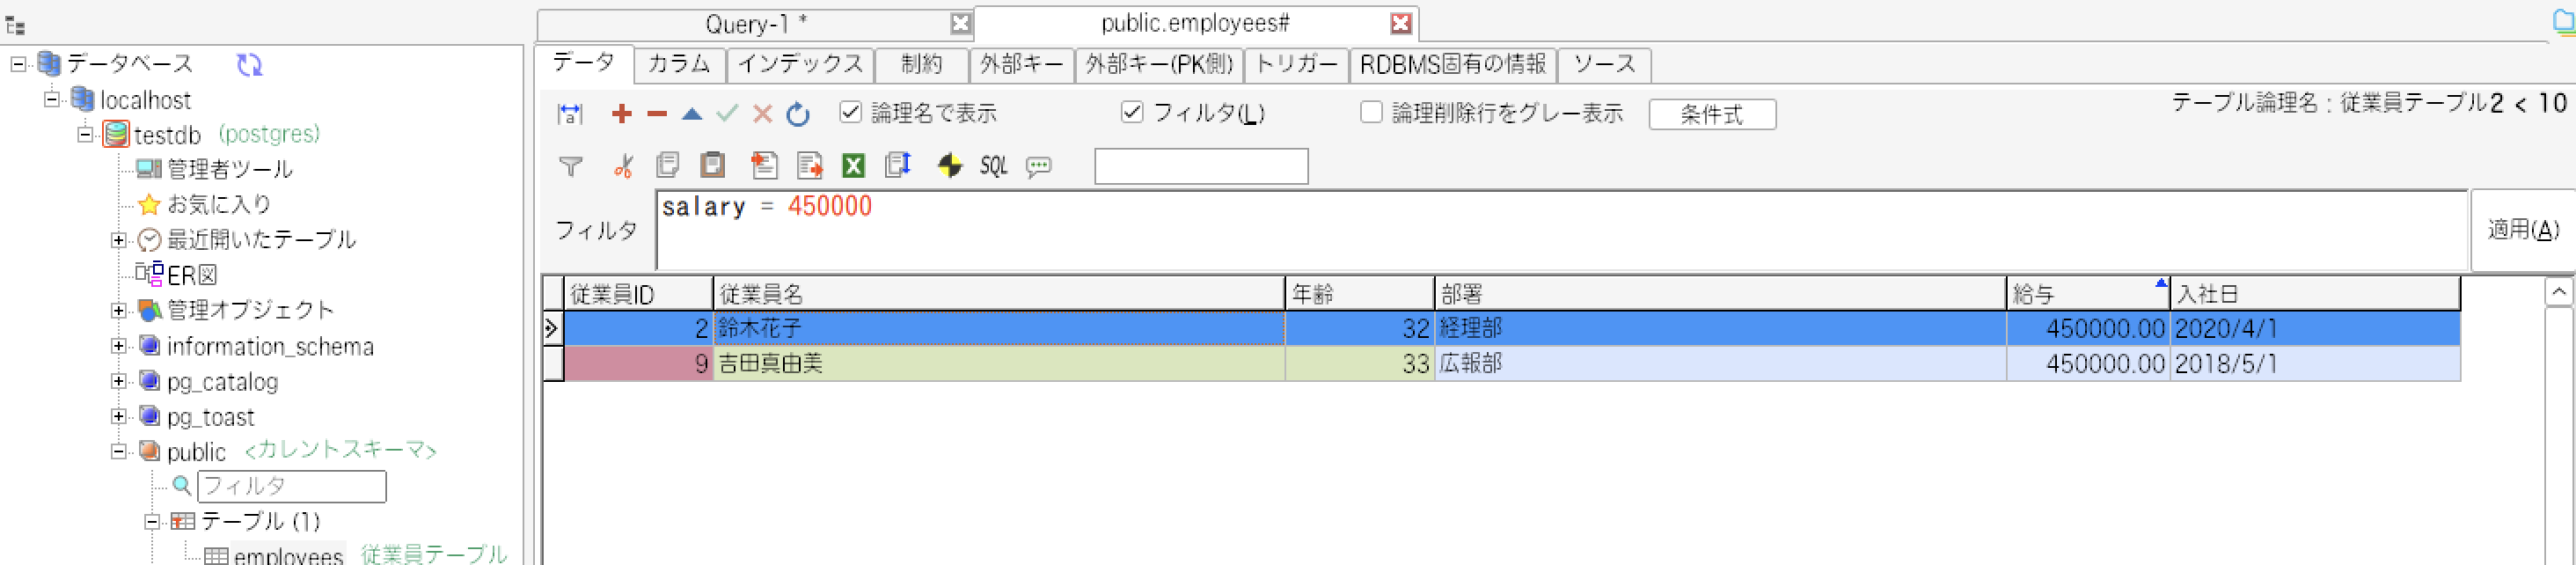 Query-1 *
public.employees#
データベース
localhost
testdb (postgres)
管理者ツール
お気に入り
最近開いたテーブル
ER図
管理オブジェクト
information_schema
pg_catalog
pg_toast
public <カレントスキーマ>
フィルタ
テーブル (1)
employees 従業員テーブル
データ カラム インデックス 制約 外部キー 外部キー(PK側) トリガー RDBMS固有の情報 ソース
論理名で表示 フィルタ(L) 論理削除行をグレー表示 条件式 テーブル論理名 : 従業員テーブル2 < 10
SQL
フィルタ salary = 450000 適用(A)
従業員ID 従業員名 年齢 部署 給与 入社日
2 鈴木花子 32 経理部 450000.00 2020/4/1
9 吉田真由美 33 広報部 450000.00 2018/5/1